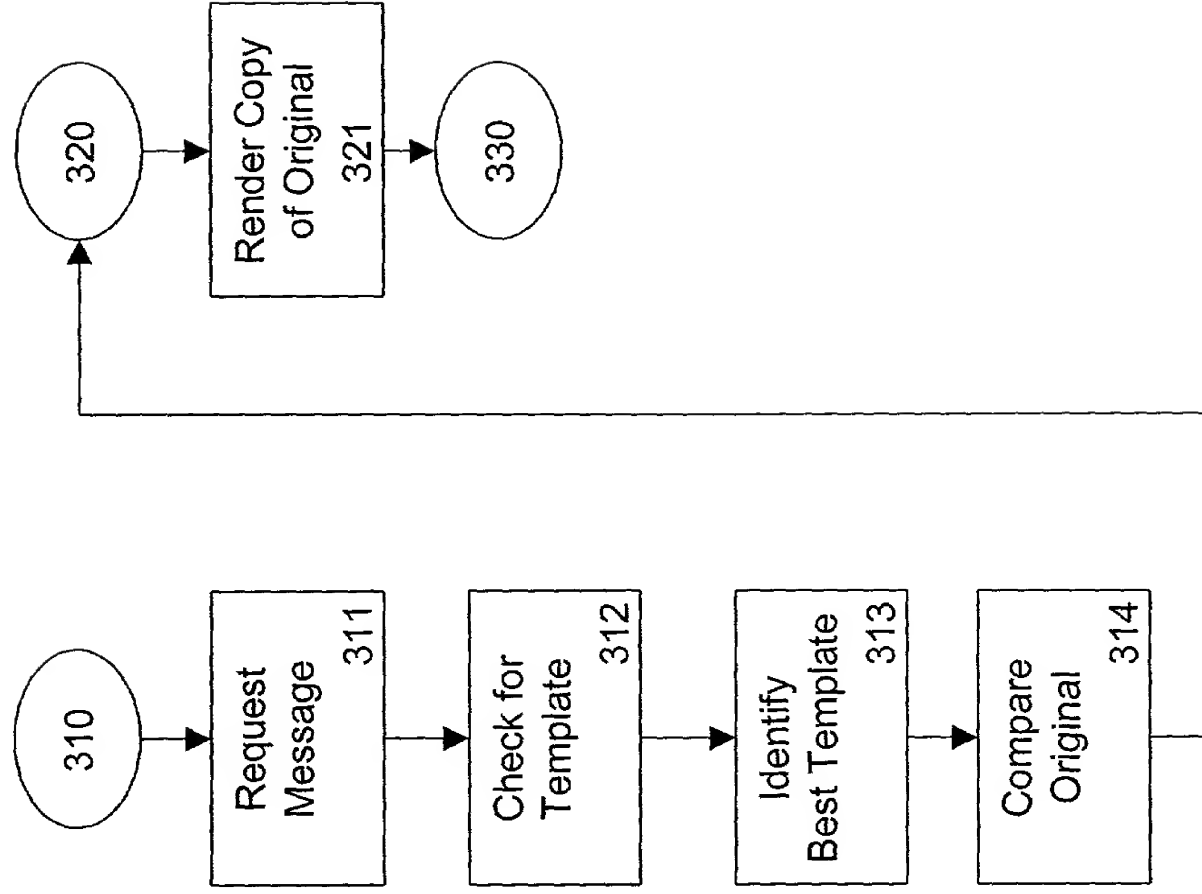 310
Request
Message
311
Check for
Template
312
Identify
Best Template
313
Compare
Original
314
320
Render Copy
of Original
321
330